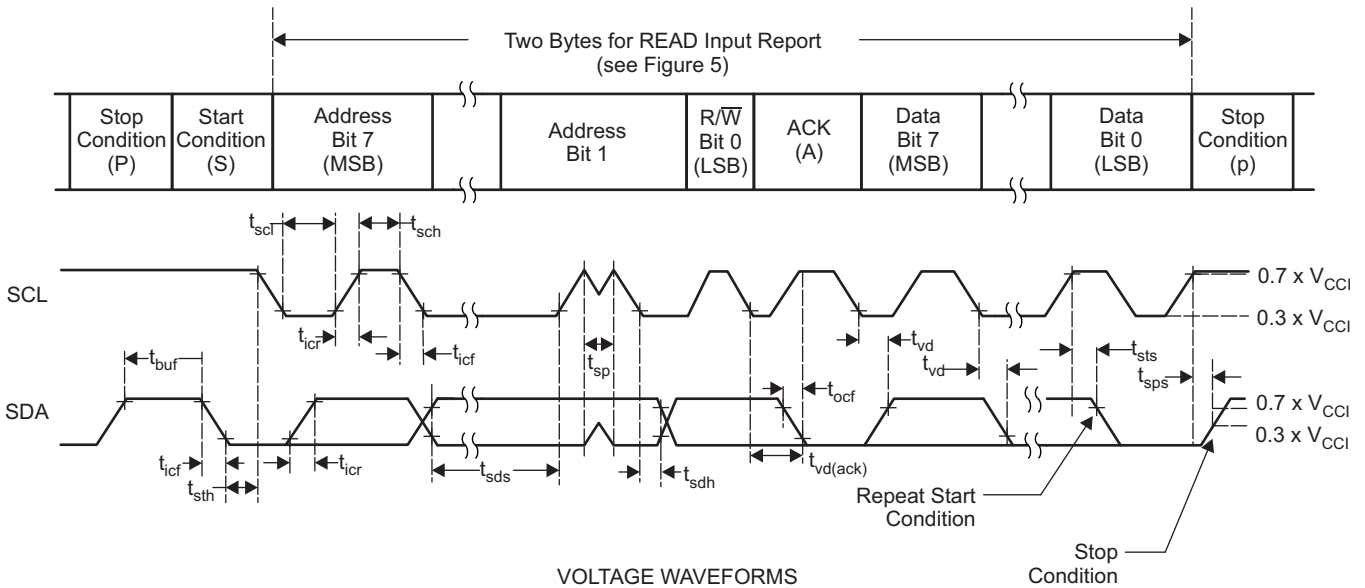 Two Bytes for READ Input Report
(see Figure 5)
Stop
Condition
(P)
Start
Condition
(S)
Address
Bit 7
(MSB)
Address
Bit 1
R/W̅
Bit 0
(LSB)
ACK
(A)
Data
Bit 7
(MSB)
Data
Bit 0
(LSB)
Stop
Condition
(p)
tscl
tsch
SCL
0.7 x VCCI
0.3 x VCCI
ticr
ticf
tsp
tvd
tvd
tsts
tsps
tbuf
tocf
SDA
0.7 x VCCI
0.3 x VCCI
ticf
tsth
ticr
tsds
tsdh
tvd(ack)
Repeat Start
Condition
Stop
Condition
VOLTAGE WAVEFORMS